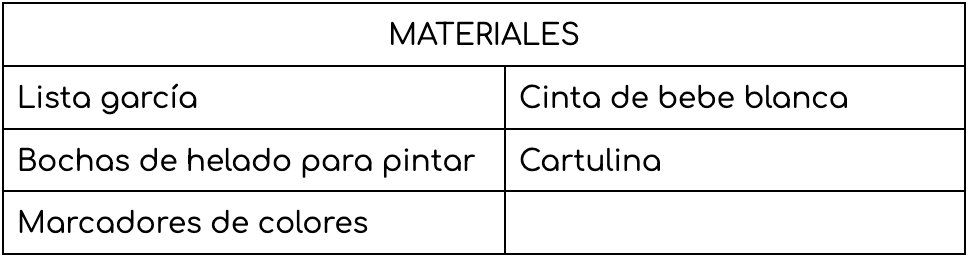 MATERIALES
Lista garcía
Cinta de bebe blanca
Bochas de helado para pintar
Cartulina
Marcadores de colores